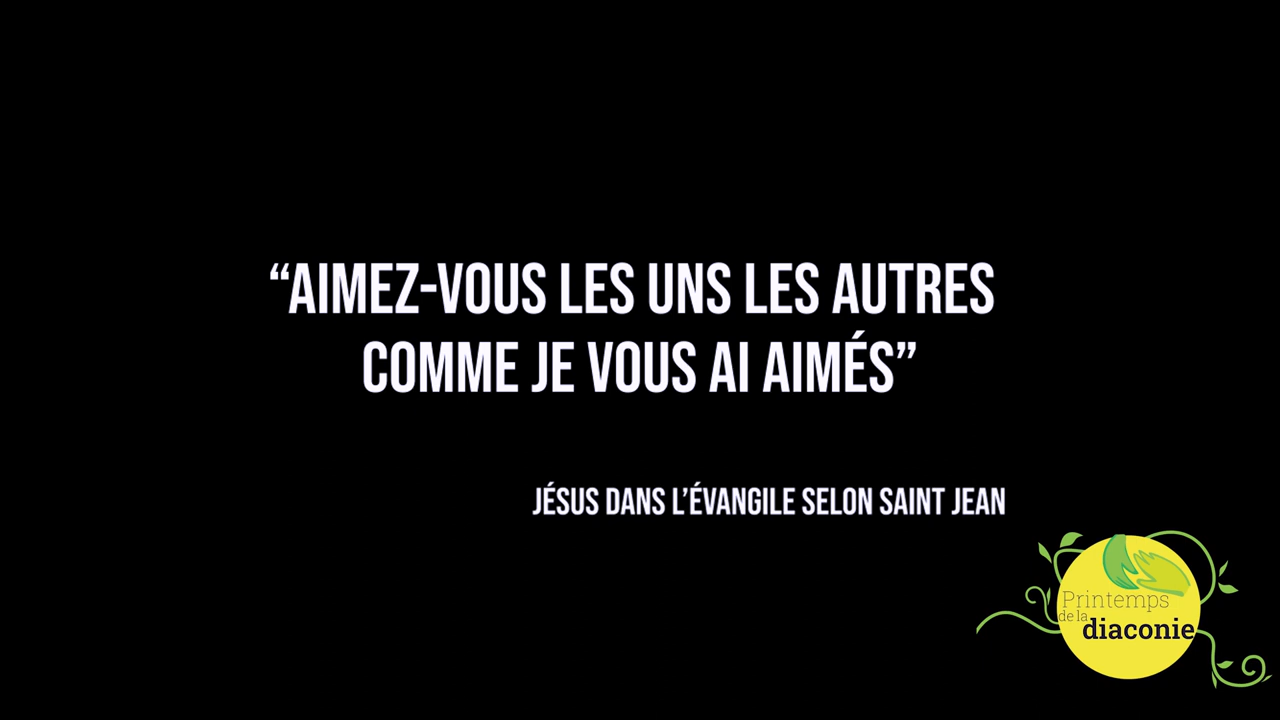 “AIMEZ-VOUS LES UNS LES AUTRES
COMME JE VOUS AI AIMÉS”
JÉSUS DANS L’ÉVANGILE SELON SAINT JEAN
Printemps
de la
diaconie